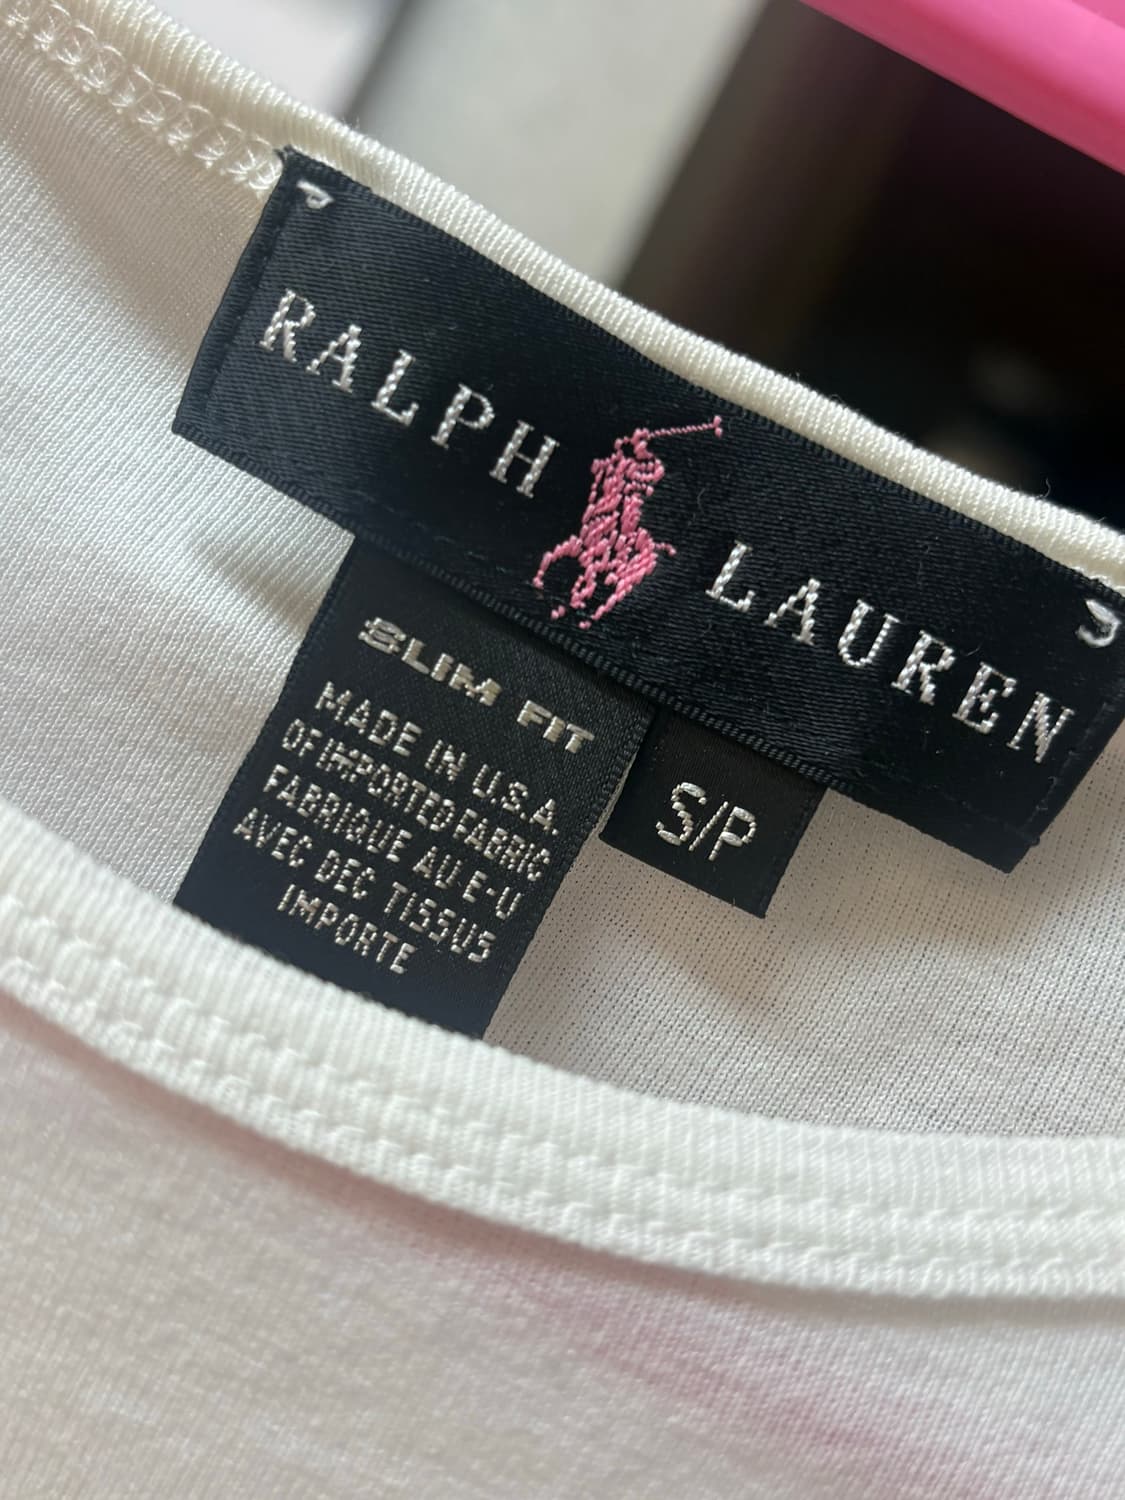 RALPH LAUREN
SLIM FIT
MADE IN U.S.A.
OF IMPORTED FABRIC
FABRIQUE AU E-U
AVEC DEC TISSUS
IMPORTE
S/P